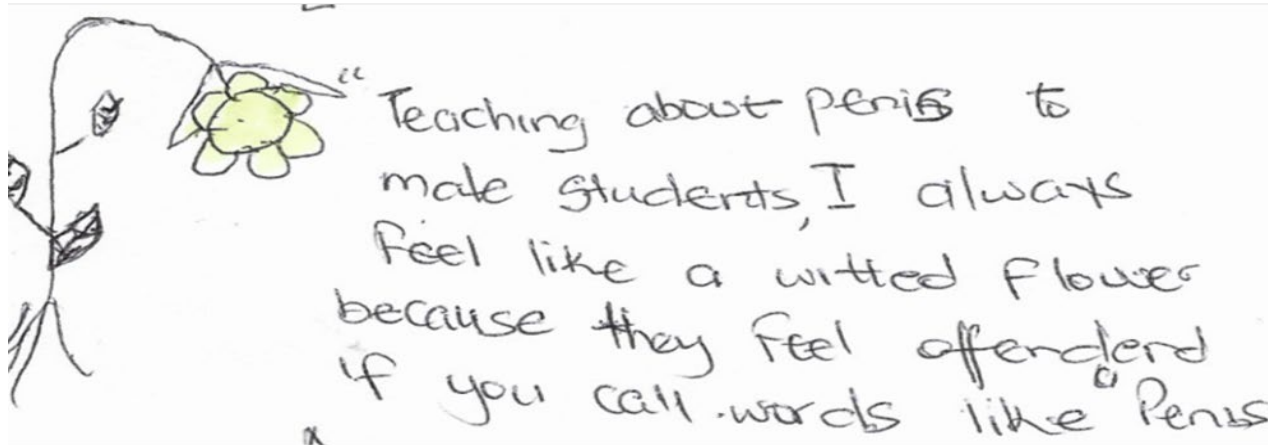 "Teaching about penis to
male students, I always
feel like a witted flower
because they feel offenderd
if you call words like "Penis